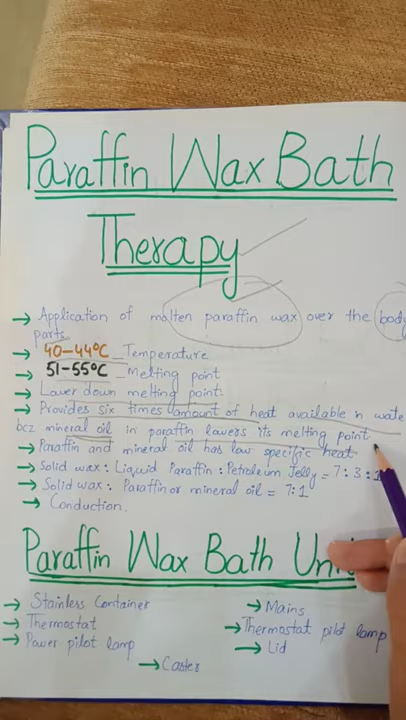 Paraffin Wax Bath
Therapy
→ Application of molten paraffin wax over the body
parts.
→ 40-44°C Temperature
→ 51-55°C Melting point
→ Lower down melting point.
→ Provides six times amount of heat available n wate
bcz mineral oil in paraffin lowers its melting point
→ Paraffin and mineral oil has low specific heat.
→ Solid wax: Liquid Paraffin: Petroleum Jelly = 7:3:1
→ Solid wax: Paraffin or mineral oil = 7:1
→ Conduction.
Paraffin Wax Bath Unit
→ Stainless Container
→ Thermostat
→ Power pilot lamp
→ Mains
→ Thermostat pilot lamp
→ Lid
→ Caster